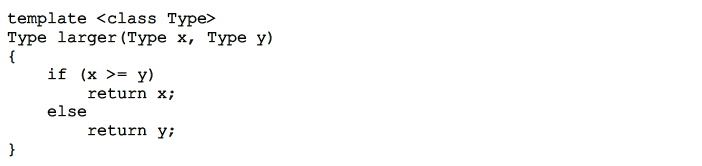 template <class Type>
Type larger(Type x, Type y)
{
    if (x >= y)
        return x;
    else
        return y;
}